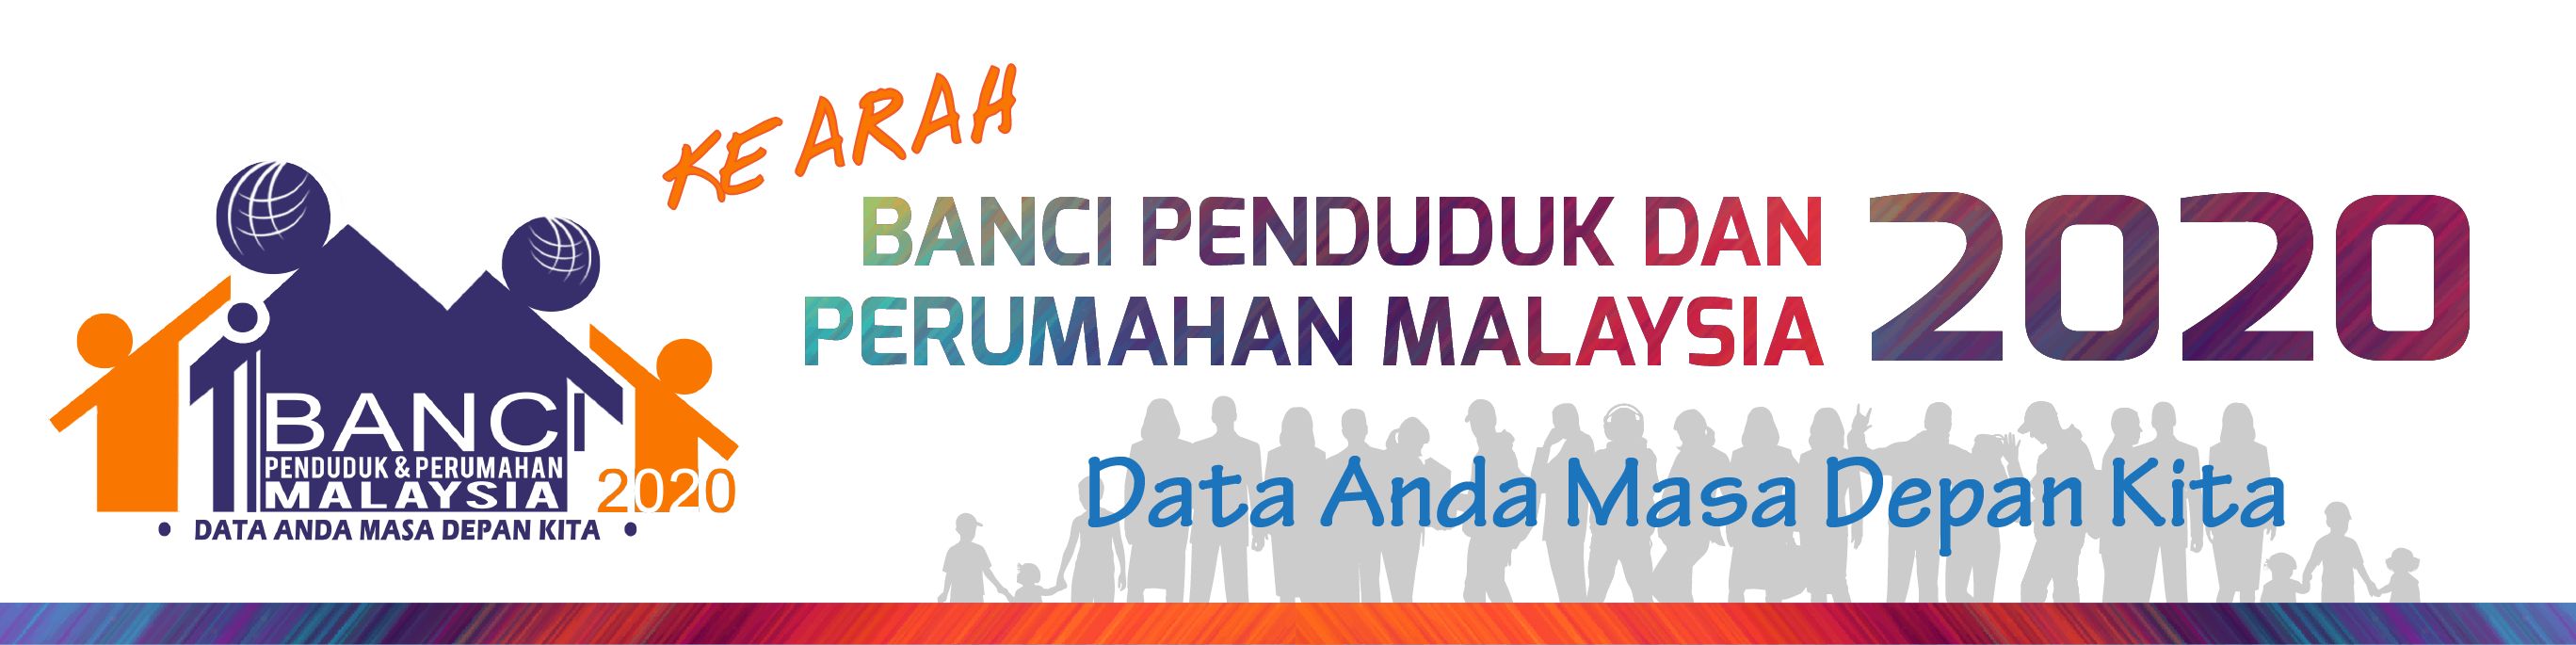 KE ARAH
BANCI PENDUDUK DAN
PERUMAHAN MALAYSIA
2020
Data Anda Masa Depan Kita
BANCI
PENDUDUK & PERUMAHAN
MALAYSIA
2020
• DATA ANDA MASA DEPAN KITA •